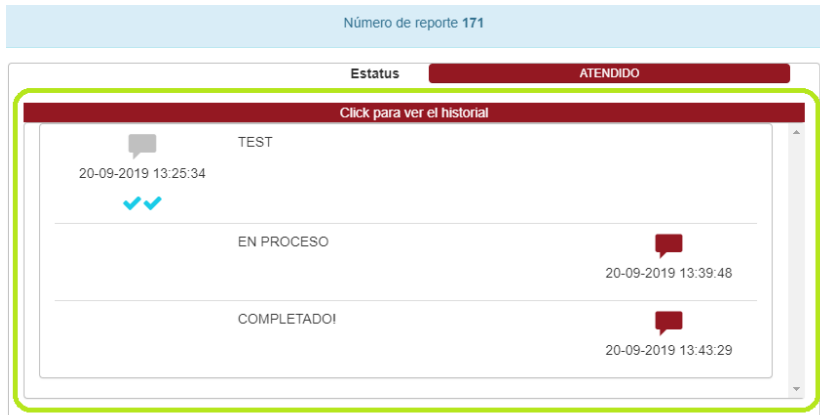 Número de reporte 171
Estatus ATENDIDO
Click para ver el historial
TEST
20-09-2019 13:25:34
EN PROCESO
20-09-2019 13:39:48
COMPLETADO!
20-09-2019 13:43:29